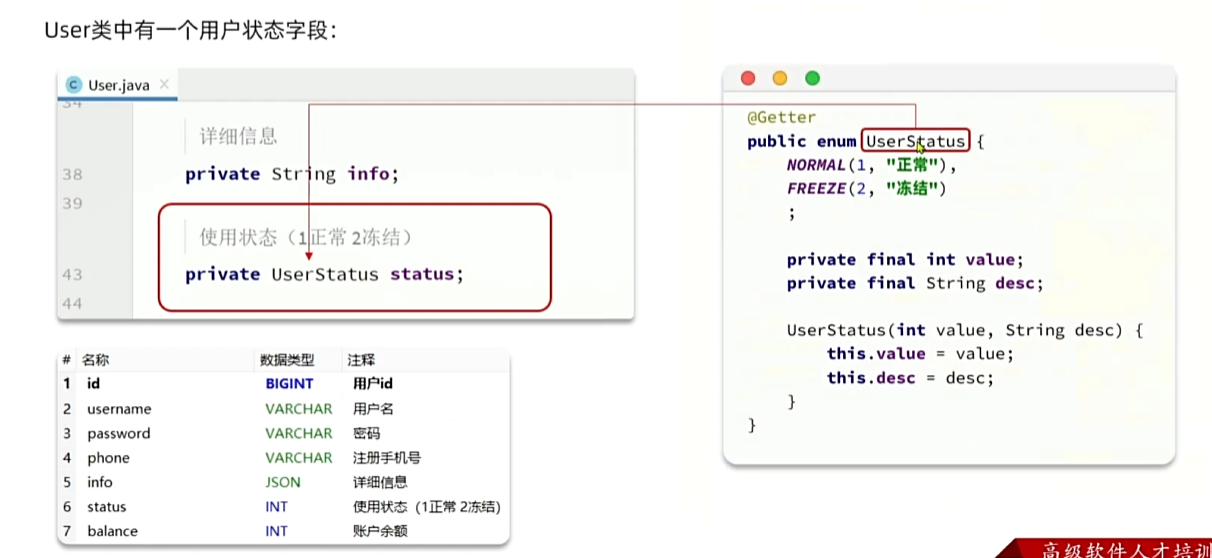 User类中有一个用户状态字段：
User.java
34
详细信息
38 private String info;
39
使用状态（1正常 2冻结）
43 private UserStatus status;
44
# 名称 数据类型 注释
1 id BIGINT 用户id
2 username VARCHAR 用户名
3 password VARCHAR 密码
4 phone VARCHAR 注册手机号
5 info JSON 详细信息
6 status INT 使用状态（1正常 2冻结）
7 balance INT 账户余额
@Getter
public enum UserStatus {
NORMAL(1, "正常"),
FREEZE(2, "冻结")
;
private final int value;
private final String desc;
UserStatus(int value, String desc) {
this.value = value;
this.desc = desc;
}
}
高级软件人才培训